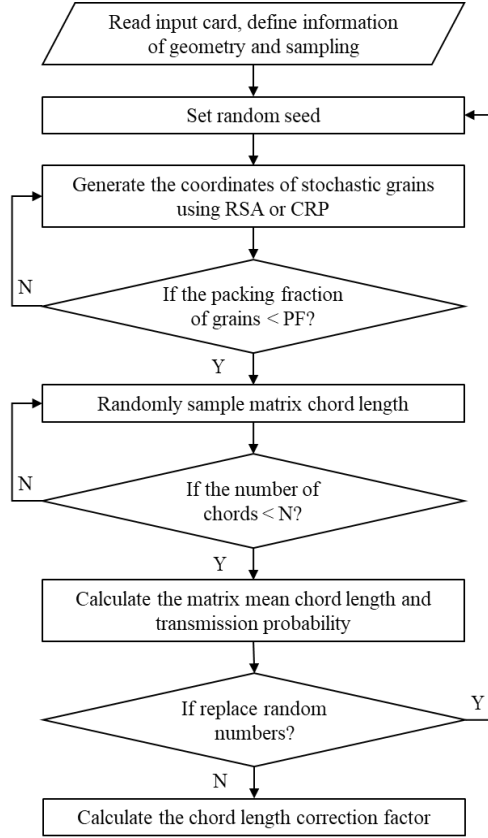 Read input card, define information
of geometry and sampling
Set random seed
Generate the coordinates of stochastic grains
using RSA or CRP
N
If the packing fraction
of grains < PF?
Y
Randomly sample matrix chord length
N
If the number of
chords < N?
Y
Calculate the matrix mean chord length and
transmission probability
If replace random
numbers?
Y
N
Calculate the chord length correction factor